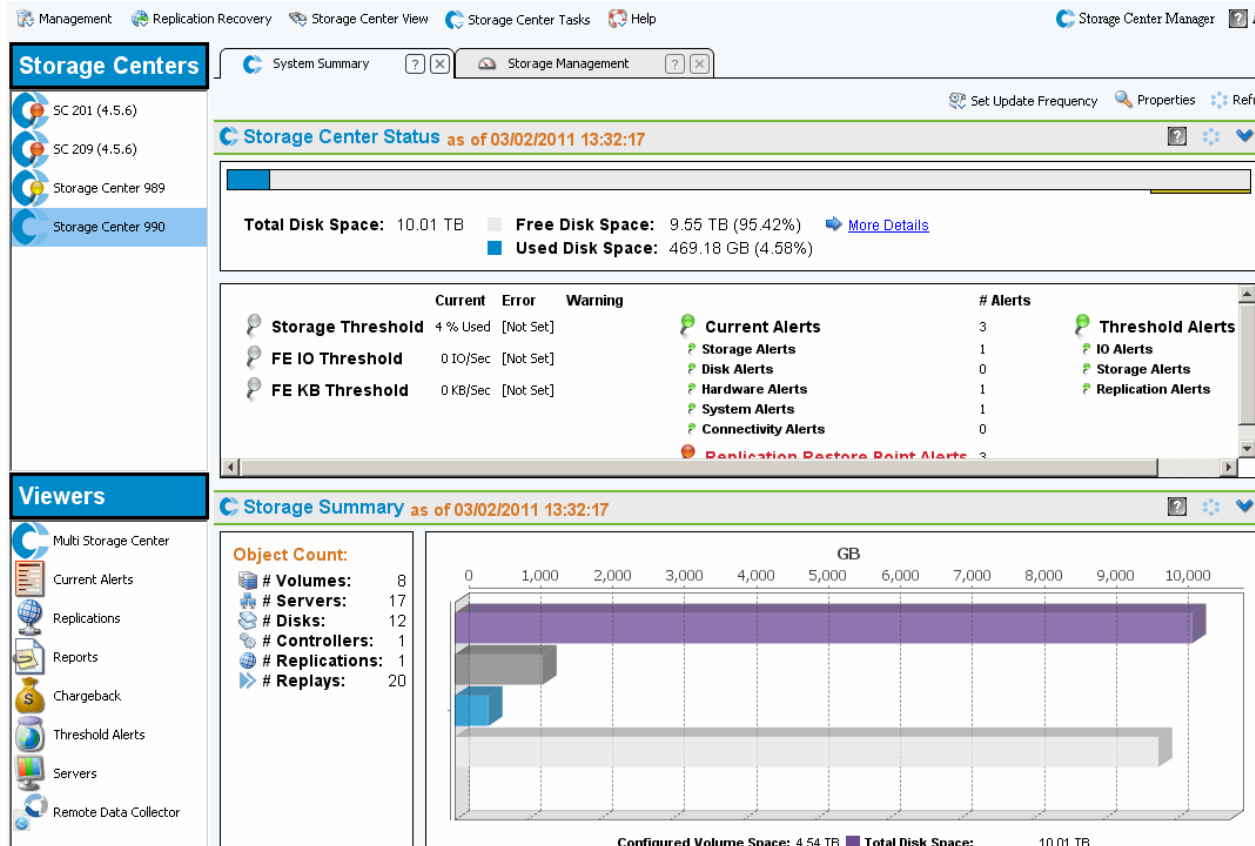 Management Replication Recovery Storage Center View Storage Center Tasks Help Storage Center Manager ?
Storage Centers
SC 201 (4.5.6)
SC 209 (4.5.6)
Storage Center 989
Storage Center 990
System Summary ? Storage Management ?
Set Update Frequency Properties Refr
Storage Center Status as of 03/02/2011 13:32:17 ?
Total Disk Space: 10.01 TB Free Disk Space: 9.55 TB (95.42%) More Details
Used Disk Space: 469.18 GB (4.58%)
Current Error Warning # Alerts
Storage Threshold 4 % Used [Not Set] Current Alerts 3 Threshold Alerts
Storage Alerts 1 IO Alerts
FE IO Threshold 0 IO/Sec [Not Set] Disk Alerts 0 Storage Alerts
FE KB Threshold 0 KB/Sec [Not Set] Hardware Alerts 1 Replication Alerts
System Alerts 1
Connectivity Alerts 0
Replication Restore Point Alerts 3
Viewers
Multi Storage Center
Current Alerts
Replications
Reports
Chargeback
Threshold Alerts
Servers
Remote Data Collector
Storage Summary as of 03/02/2011 13:32:17 ?
Object Count:
# Volumes: 8
# Servers: 17
# Disks: 12
# Controllers: 1
# Replications: 1
# Replays: 20
GB
0 1,000 2,000 3,000 4,000 5,000 6,000 7,000 8,000 9,000 10,000
Configured Volume Space: 4.54 TB Total Disk Space: 10.01 TB